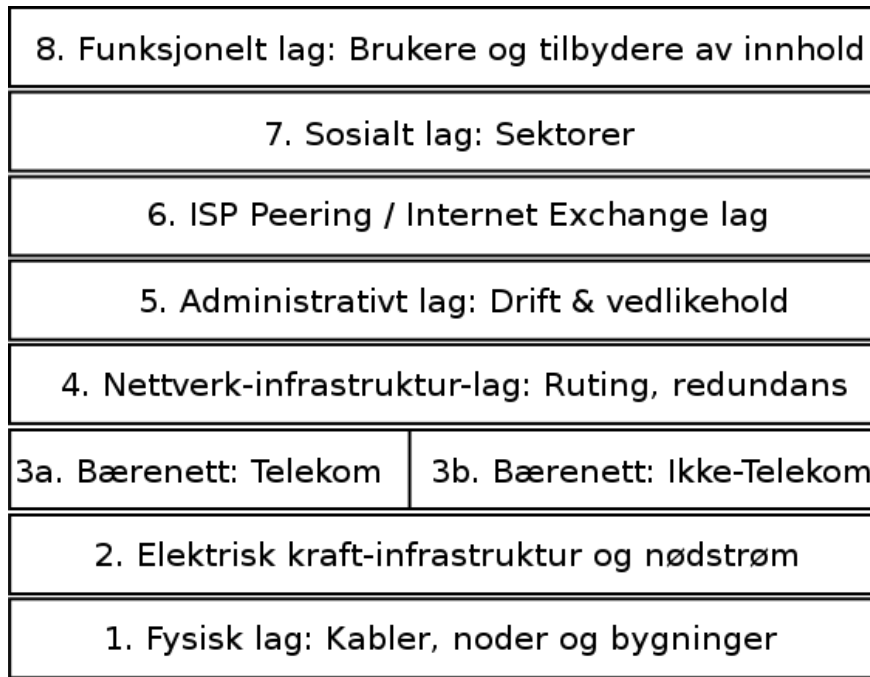 8. Funksjonelt lag: Brukere og tilbydere av innhold
7. Sosialt lag: Sektorer
6. ISP Peering / Internet Exchange lag
5. Administrativt lag: Drift & vedlikehold
4. Nettverk-infrastruktur-lag: Ruting, redundans
3a. Bærenett: Telekom
3b. Bærenett: Ikke-Telekom
2. Elektrisk kraft-infrastruktur og nødstrøm
1. Fysisk lag: Kabler, noder og bygninger